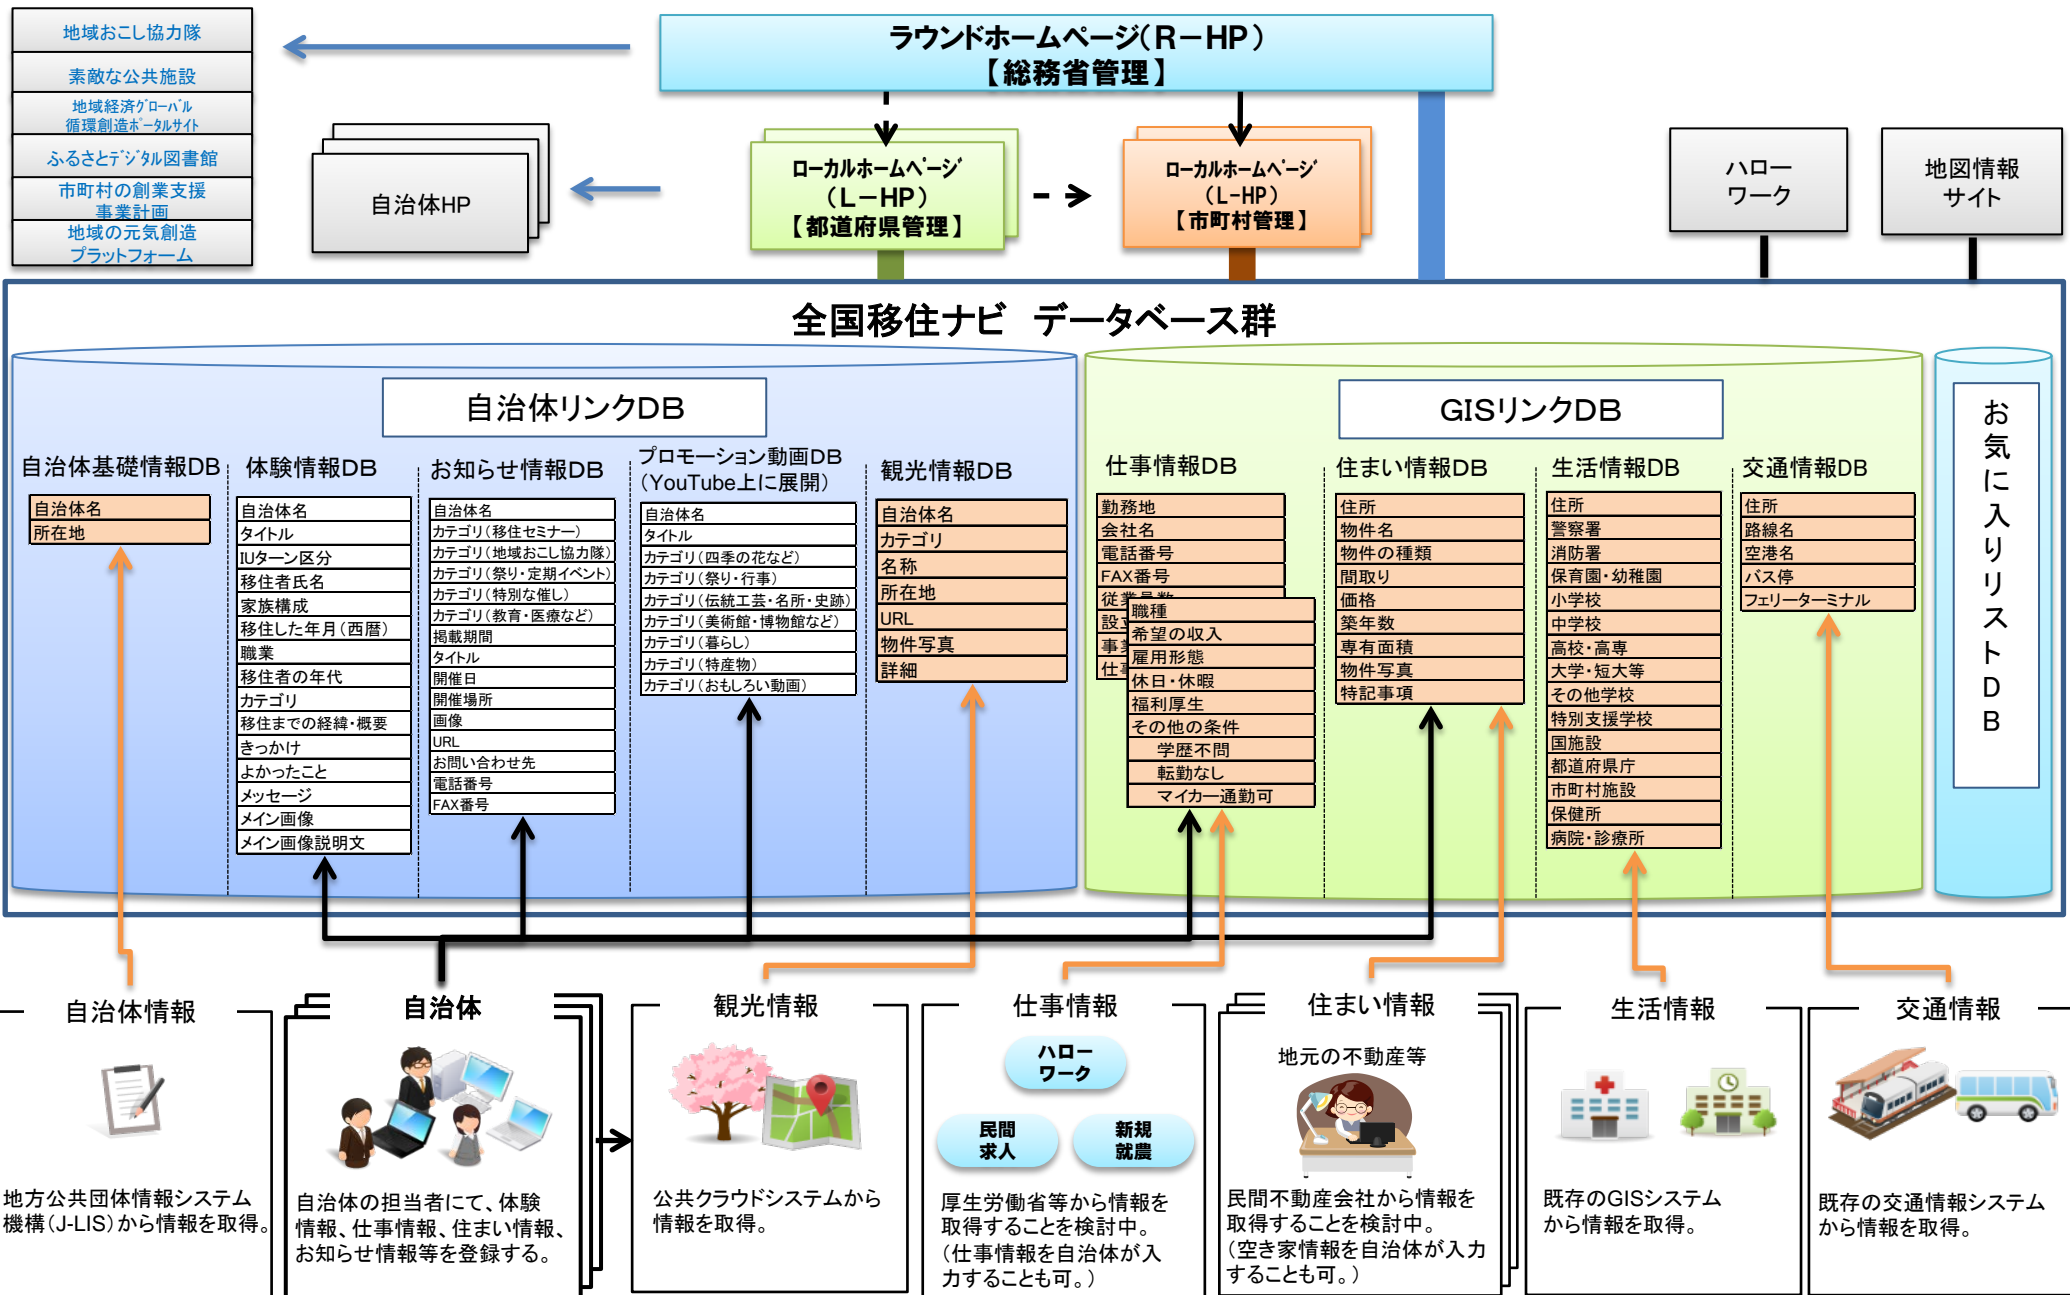 地域おこし協力隊
素敵な公共施設
地域経済グローバル
循環創造ポータルサイト
ふるさとデジタル図書館
市町村の創業支援
事業計画
地域の元気創造
プラットフォーム
自治体HP
ラウンドホームページ(R-HP)
【総務省管理】
ローカルホームページ
(L-HP)
【都道府県管理】
ローカルホームページ
(L-HP)
【市町村管理】
ハロー
ワーク
地図情報
サイト
全国移住ナビ データベース群
自治体リンクDB
自治体基礎情報DB
自治体名
所在地
体験情報DB
自治体名
タイトル
IUターン区分
移住者氏名
家族構成
移住した年月(西暦)
職業
移住者の年代
カテゴリ
移住までの経緯・概要
きっかけ
よかったこと
メッセージ
メイン画像
メイン画像説明文
お知らせ情報DB
自治体名
カテゴリ(移住セミナー)
カテゴリ(地域おこし協力隊)
カテゴリ(祭り・定期イベント)
カテゴリ(特別な催し)
カテゴリ(教育・医療など)
掲載期間
タイトル
開催日
開催場所
画像
URL
お問い合わせ先
電話番号
FAX番号
プロモーション動画DB
(YouTube上に展開)
自治体名
タイトル
カテゴリ(四季の花など)
カテゴリ(祭り・行事)
カテゴリ(伝統工芸・名所・史跡)
カテゴリ(美術館・博物館など)
カテゴリ(暮らし)
カテゴリ(特産物)
カテゴリ(おもしろい動画)
観光情報DB
自治体名
カテゴリ
名称
所在地
URL
物件写真
詳細
GISリンクDB
仕事情報DB
勤務地
会社名
電話番号
FAX番号
従業員数
設立
事業
仕事
職種
希望の収入
雇用形態
休日・休暇
福利厚生
その他の条件
学歴不問
転勤なし
マイカー通勤可
住まい情報DB
住所
物件名
物件の種類
間取り
価格
築年数
専有面積
物件写真
特記事項
生活情報DB
住所
警察署
消防署
保育園・幼稚園
小学校
中学校
高校・高専
大学・短大等
その他学校
特別支援学校
国施設
都道府県庁
市町村施設
保健所
病院・診療所
交通情報DB
住所
路線名
空港名
バス停
フェリーターミナル
お気に入りリストDB
自治体情報
地方公共団体情報システム
機構(J-LIS)から情報を取得。
自治体
自治体の担当者にて、体験
情報、仕事情報、住まい情報、
お知らせ情報等を登録する。
観光情報
公共クラウドシステムから
情報を取得。
仕事情報
ハロー
ワーク
民間
求人
新規
就農
厚生労働省等から情報を
取得することを検討中。
(仕事情報を自治体が入
力することも可。)
住まい情報
地元の不動産等
民間不動産会社から情報を
取得することを検討中。
(空き家情報を自治体が入力
することも可。)
生活情報
既存のGISシステム
から情報を取得。
交通情報
既存の交通情報システム
から情報を取得。